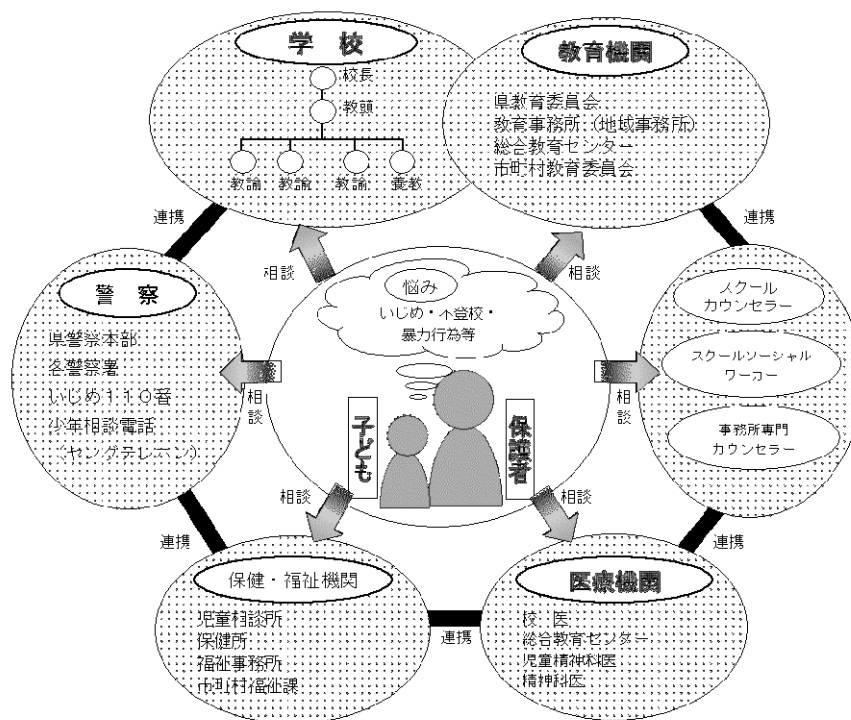 学 校
校長
教頭
教諭 教諭 教諭 養教
教育機関
県教育委員会
教育事務所(地域事務所)
総合教育センター
市町村教育委員会
連携
連携
相談
相談
警 察
県警察本部
各警察署
いじめ110番
少年相談電話
(ヤングテレホン)
悩み
いじめ・不登校・
暴力行為等
スクール
カウンセラー
スクールソーシャル
ワーカー
事務所専門
カウンセラー
相談
相談
子ども
保護者
相談
相談
連携
連携
保健・福祉機関
児童相談所
保健所
福祉事務所
市町村福祉課
連携
医療機関
校 医
総合教育センター
児童精神科医
精神科医